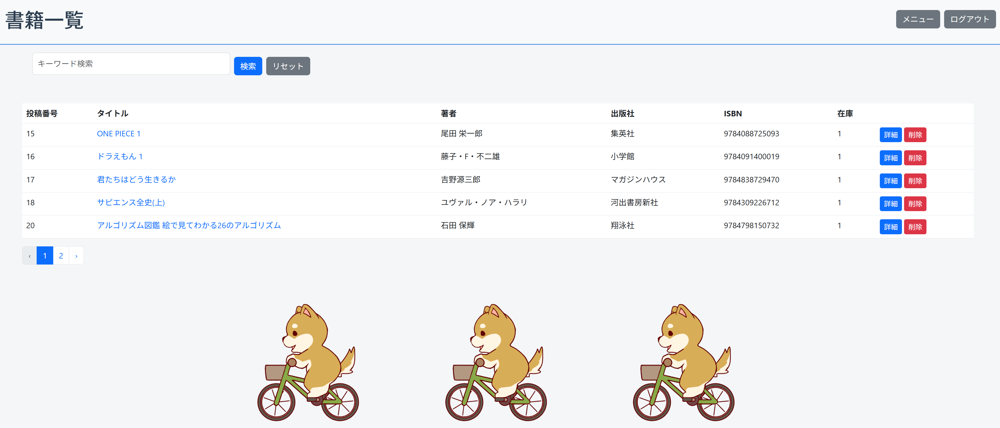 書籍一覧
メニュー ログアウト
キーワード検索 検索 リセット
投稿番号 タイトル 著者 出版社 ISBN 在庫
15 ONE PIECE 1 尾田 栄一郎 集英社 9784088725093 1 詳細 削除
16 ドラえもん 1 藤子・F・不二雄 小学館 9784091400019 1 詳細 削除
17 君たちはどう生きるか 吉野源三郎 マガジンハウス 9784838729470 1 詳細 削除
18 サピエンス全史(上) ユヴァル・ノア・ハラリ 河出書房新社 9784309226712 1 詳細 削除
20 アルゴリズム図鑑 絵で見てわかる26のアルゴリズム 石田 保輝 翔泳社 9784798150732 1 詳細 削除
‹ 1 2 ›